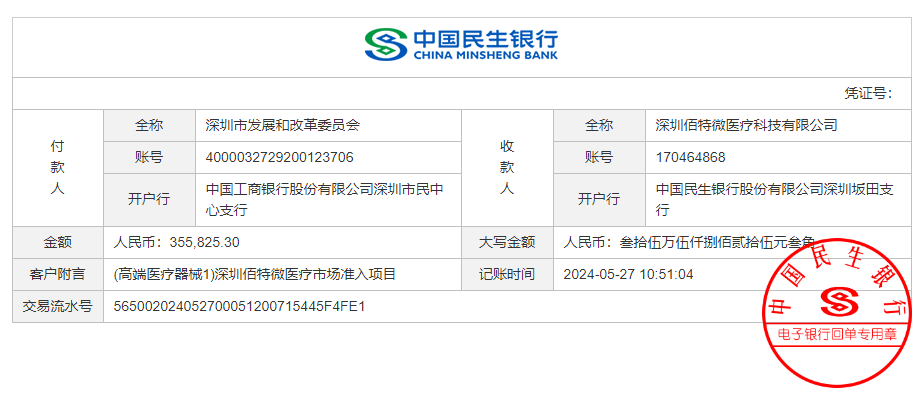 中国民生银行
CHINA MINSHENG BANK
凭证号：
付款人
全称
深圳市发展和改革委员会
收款人
全称
深圳佰特微医疗科技有限公司
账号
4000032729200123706
账号
170464868
开户行
中国工商银行股份有限公司深圳市民中
心支行
开户行
中国民生银行股份有限公司深圳坂田支
行
金额
人民币：355,825.30
大写金额
人民币：叁拾伍万伍仟捌佰贰拾伍元叁角
客户附言
(高端医疗器械1)深圳佰特微医疗市场准入项目
记账时间
2024-05-27 10:51:04
交易流水号
565002024052700051200715445F4FE1
中国民生银行
电子银行回单专用章